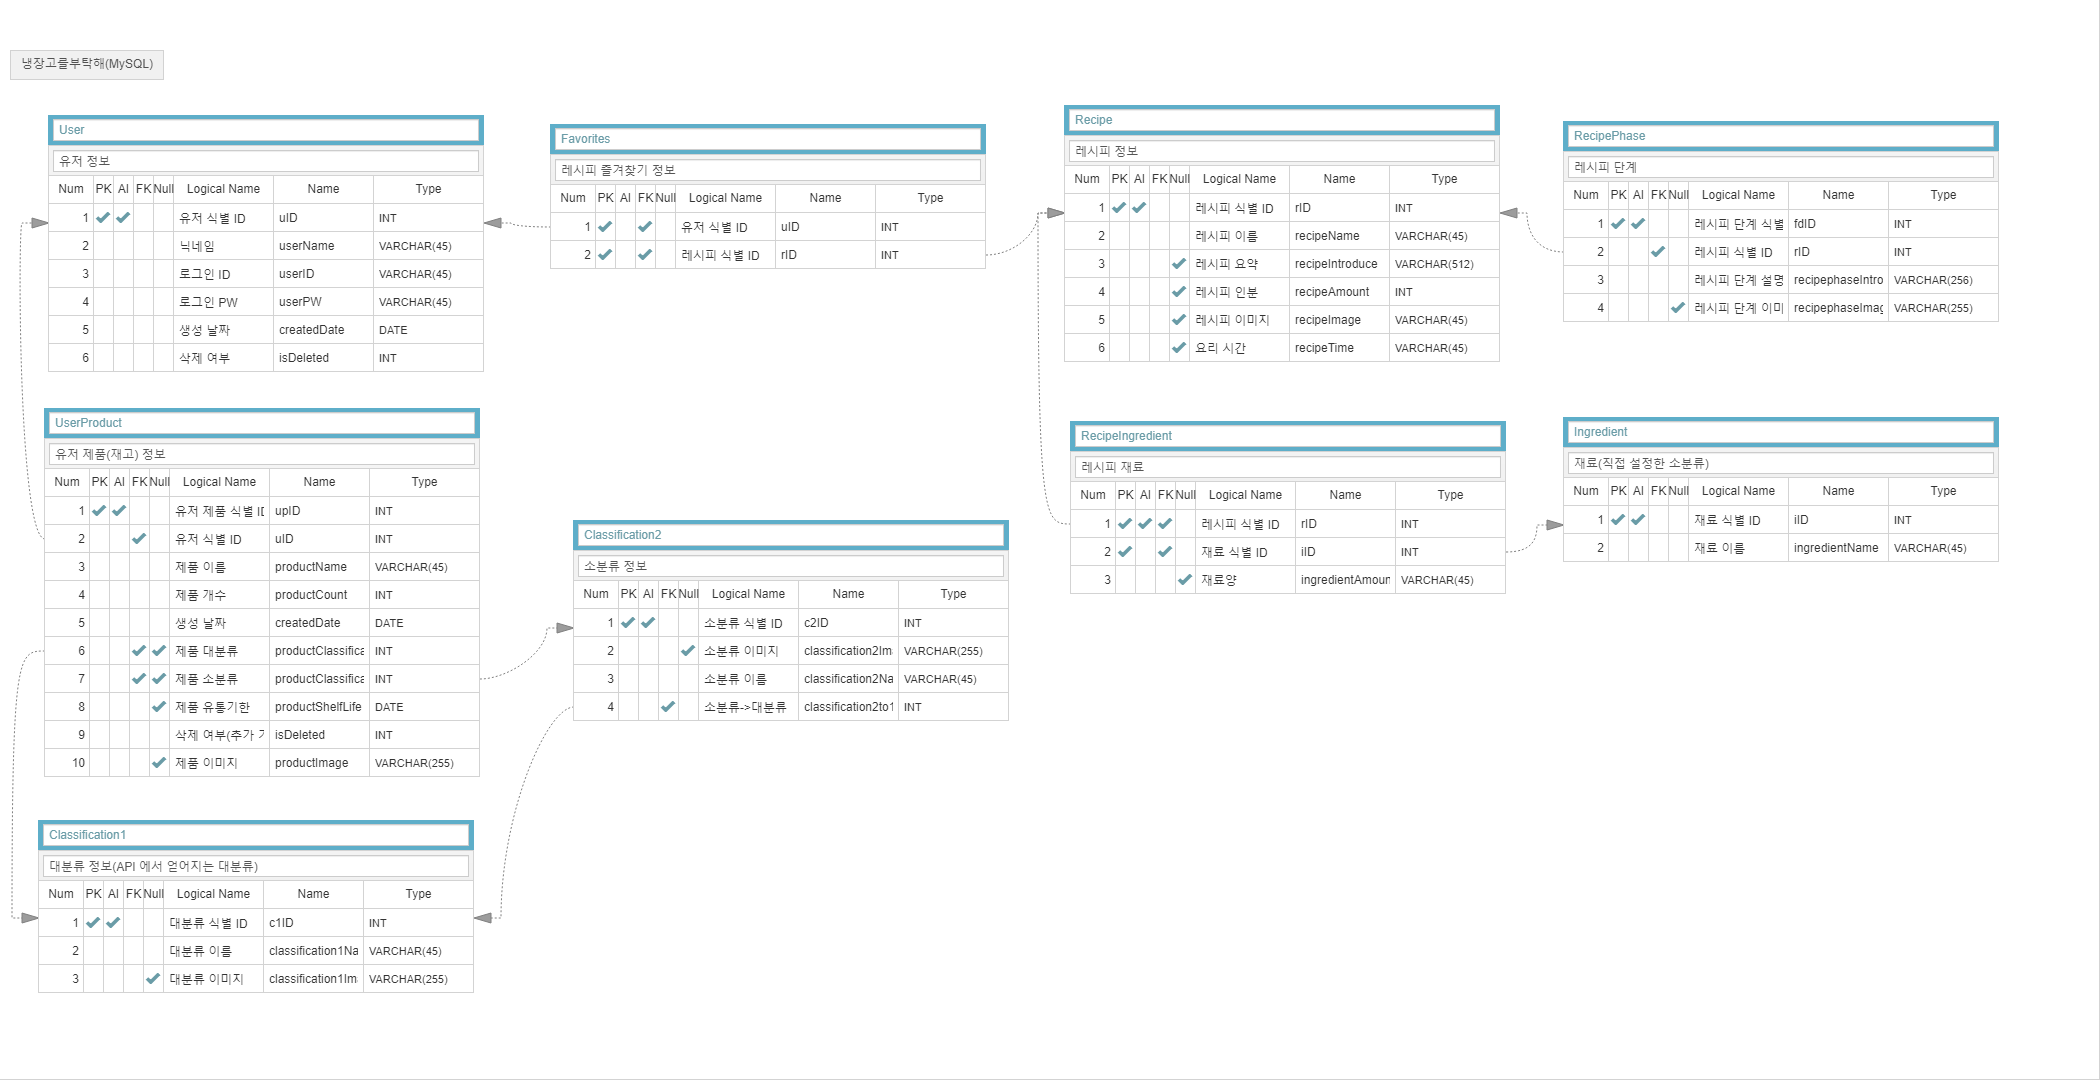 냉장고를부탁해(MySQL)
User
유저 정보
Num PK AI FK Null Logical Name Name Type
1 유저 식별 ID uID INT
2 닉네임 userName VARCHAR(45)
3 로그인 ID userID VARCHAR(45)
4 로그인 PW userPW VARCHAR(45)
5 생성 날짜 createdDate DATE
6 삭제 여부 isDeleted INT
Favorites
레시피 즐겨찾기 정보
Num PK AI FK Null Logical Name Name Type
1 유저 식별 ID uID INT
2 레시피 식별 ID rID INT
Recipe
레시피 정보
Num PK AI FK Null Logical Name Name Type
1 레시피 식별 ID rID INT
2 레시피 이름 recipeName VARCHAR(45)
3 레시피 요약 recipeIntroduce VARCHAR(512)
4 레시피 인분 recipeAmount INT
5 레시피 이미지 recipeImage VARCHAR(45)
6 요리 시간 recipeTime VARCHAR(45)
RecipePhase
레시피 단계
Num PK AI FK Null Logical Name Name Type
1 레시피 단계 식별 fdID INT
2 레시피 식별 ID rID INT
3 레시피 단계 설명 recipephaseIntro VARCHAR(256)
4 레시피 단계 이미 recipephaseImag VARCHAR(255)
UserProduct
유저 제품(재고) 정보
Num PK AI FK Null Logical Name Name Type
1 유저 제품 식별 ID upID INT
2 유저 식별 ID uID INT
3 제품 이름 productName VARCHAR(45)
4 제품 개수 productCount INT
5 생성 날짜 createdDate DATE
6 제품 대분류 productClassifica INT
7 제품 소분류 productClassifica INT
8 제품 유통기한 productShelfLife DATE
9 삭제 여부(추가 isDeleted INT
10 제품 이미지 productImage VARCHAR(255)
Classification2
소분류 정보
Num PK AI FK Null Logical Name Name Type
1 소분류 식별 ID c2ID INT
2 소분류 이미지 classification2Im VARCHAR(255)
3 소분류 이름 classification2Na VARCHAR(45)
4 소분류->대분류 classification2to1 INT
RecipeIngredient
레시피 재료
Num PK AI FK Null Logical Name Name Type
1 레시피 식별 ID rID INT
2 재료 식별 ID iID INT
3 재료양 ingredientAmoun VARCHAR(45)
Ingredient
재료(직접 설정한 소분류)
Num PK AI FK Null Logical Name Name Type
1 재료 식별 ID iID INT
2 재료 이름 ingredientName VARCHAR(45)
Classification1
대분류 정보(API 에서 얻어지는 대분류)
Num PK AI FK Null Logical Name Name Type
1 대분류 식별 ID c1ID INT
2 대분류 이름 classification1Na VARCHAR(45)
3 대분류 이미지 classification1Im VARCHAR(255)